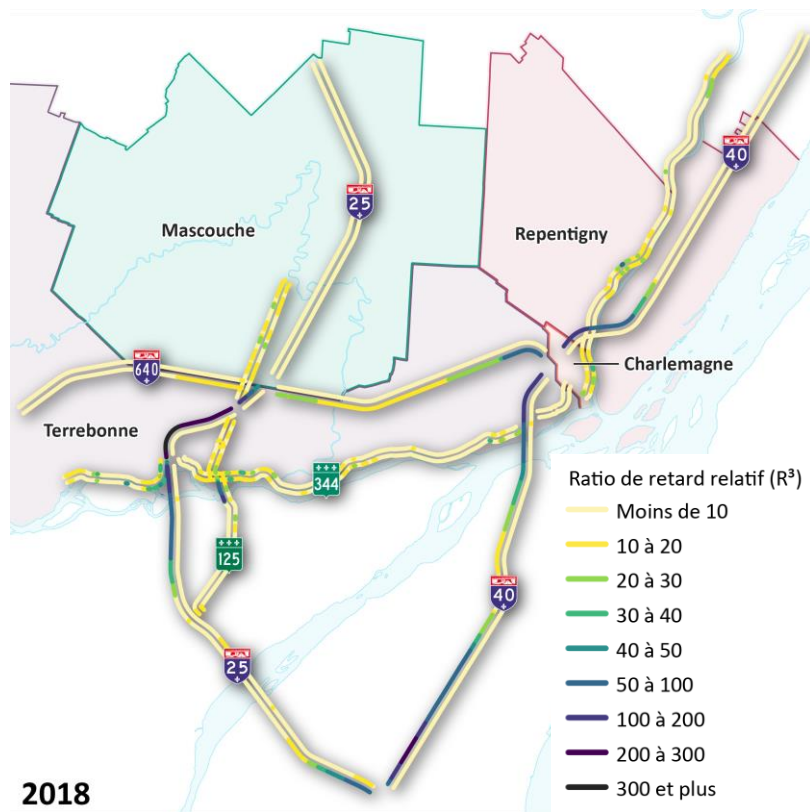 40
25
Mascouche
Repentigny
Charlemagne
640
Terrebonne
344
125
40
25
Ratio de retard relatif (R³)
Moins de 10
10 à 20
20 à 30
30 à 40
40 à 50
50 à 100
100 à 200
200 à 300
300 et plus
2018